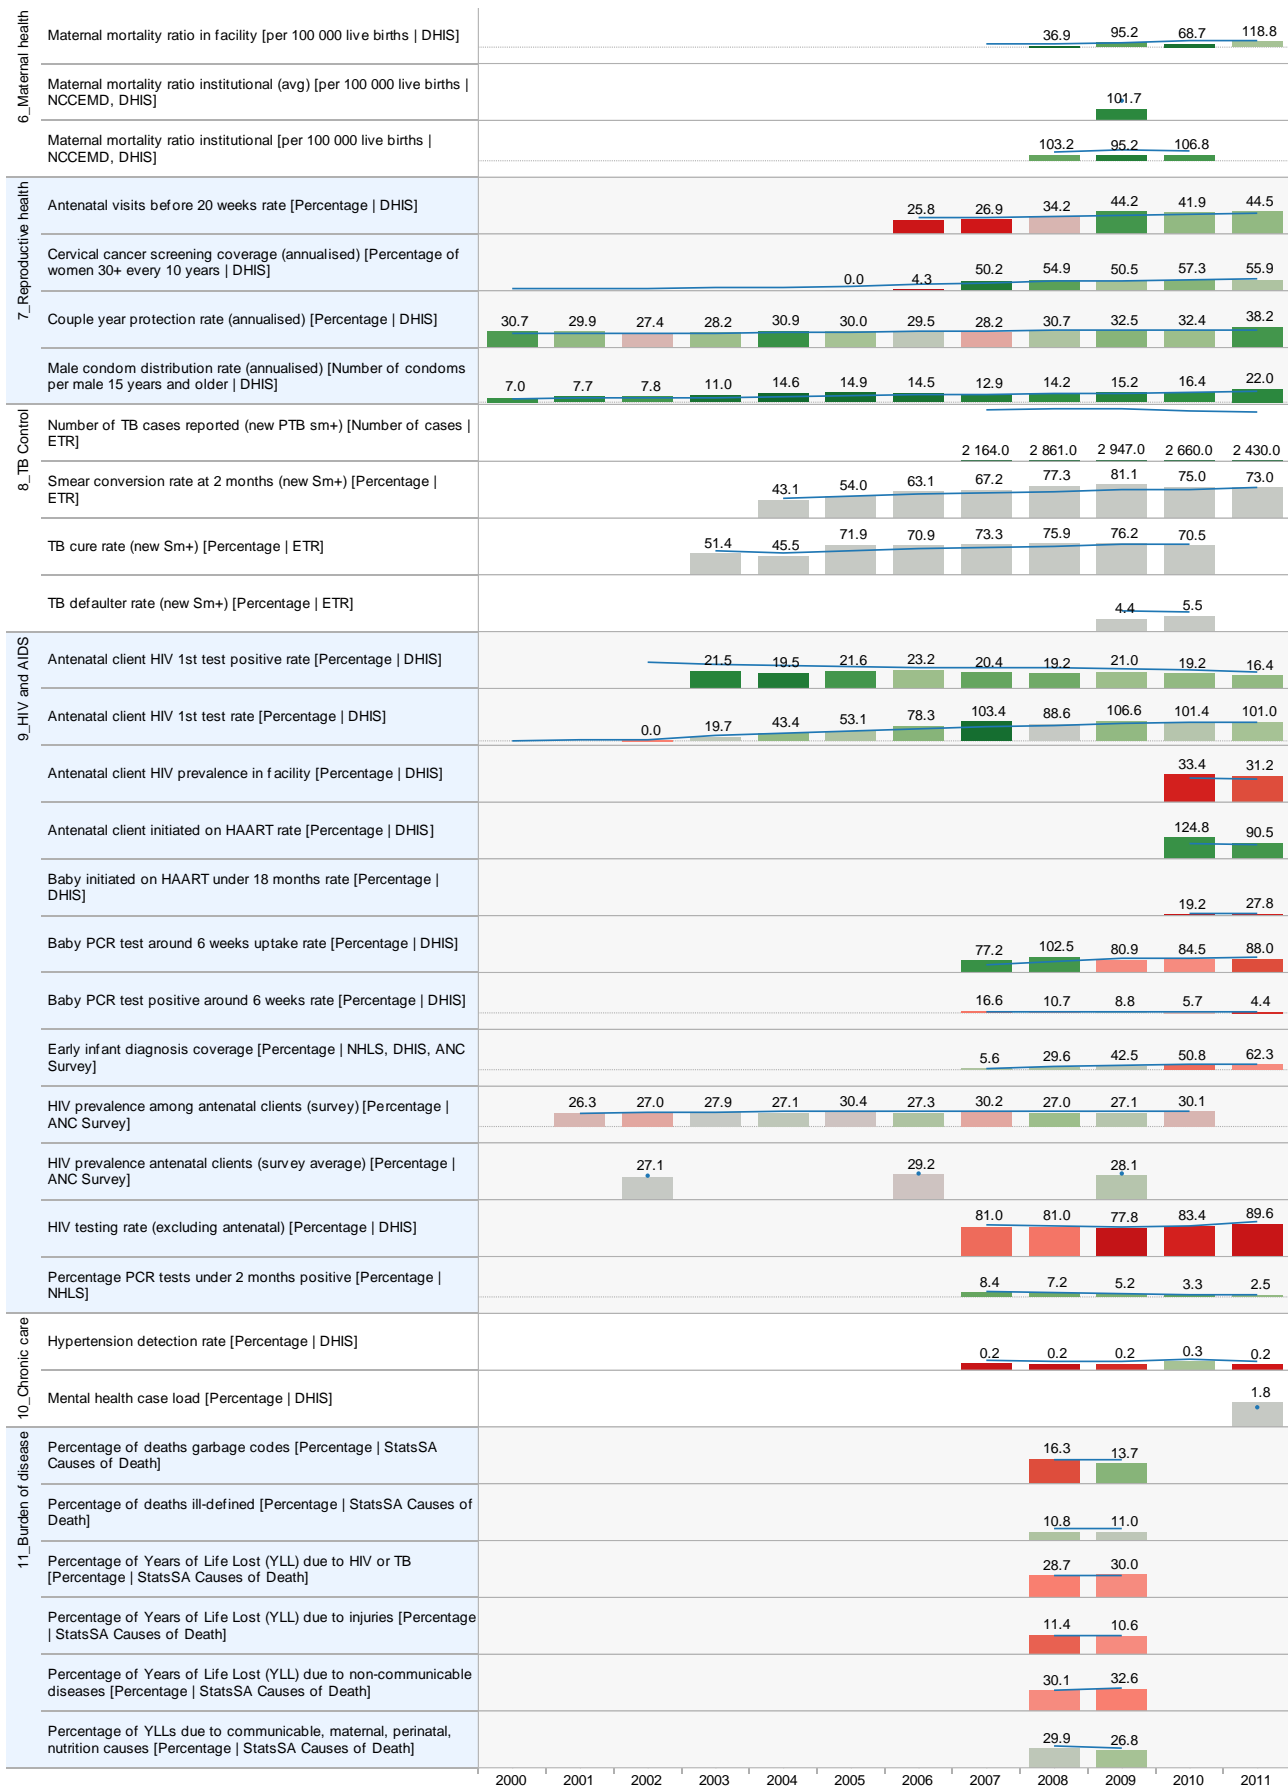 6_Maternal health
Maternal mortality ratio in facility [per 100 000 live births | DHIS]
36.9 95.2 68.7 118.8
Maternal mortality ratio institutional (avg) [per 100 000 live births |
NCCEMD, DHIS]
101.7
Maternal mortality ratio institutional [per 100 000 live births |
NCCEMD, DHIS]
103.2 95.2 106.8
7_Reproductive health
Antenatal visits before 20 weeks rate [Percentage | DHIS]
25.8 26.9 34.2 44.2 41.9 44.5
Cervical cancer screening coverage (annualised) [Percentage of
women 30+ every 10 years | DHIS]
0.0 4.3 50.2 54.9 50.5 57.3 55.9
Couple year protection rate (annualised) [Percentage | DHIS]
30.7 29.9 27.4 28.2 30.9 30.0 29.5 28.2 30.7 32.5 32.4 38.2
Male condom distribution rate (annualised) [Number of condoms
per male 15 years and older | DHIS]
7.0 7.7 7.8 11.0 14.6 14.9 14.5 12.9 14.2 15.2 16.4 22.0
8_TB Control
Number of TB cases reported (new PTB sm+) [Number of cases |
ETR]
2 164.0 2 861.0 2 947.0 2 660.0 2 430.0
Smear conversion rate at 2 months (new Sm+) [Percentage |
ETR]
43.1 54.0 63.1 67.2 77.3 81.1 75.0 73.0
TB cure rate (new Sm+) [Percentage | ETR]
51.4 45.5 71.9 70.9 73.3 75.9 76.2 70.5
TB defaulter rate (new Sm+) [Percentage | ETR]
4.4 5.5
9_HIV and AIDS
Antenatal client HIV 1st test positive rate [Percentage | DHIS]
21.5 19.5 21.6 23.2 20.4 19.2 21.0 19.2 16.4
Antenatal client HIV 1st test rate [Percentage | DHIS]
0.0 19.7 43.4 53.1 78.3 103.4 88.6 106.6 101.4 101.0
Antenatal client HIV prevalence in facility [Percentage | DHIS]
33.4 31.2
Antenatal client initiated on HAART rate [Percentage | DHIS]
124.8 90.5
Baby initiated on HAART under 18 months rate [Percentage |
DHIS]
19.2 27.8
Baby PCR test around 6 weeks uptake rate [Percentage | DHIS]
77.2 102.5 80.9 84.5 88.0
Baby PCR test positive around 6 weeks rate [Percentage | DHIS]
16.6 10.7 8.8 5.7 4.4
Early infant diagnosis coverage [Percentage | NHLS, DHIS, ANC
Survey]
5.6 29.6 42.5 50.8 62.3
HIV prevalence among antenatal clients (survey) [Percentage |
ANC Survey]
26.3 27.0 27.9 27.1 30.4 27.3 30.2 27.0 27.1 30.1
HIV prevalence antenatal clients (survey average) [Percentage |
ANC Survey]
27.1 29.2 28.1
HIV testing rate (excluding antenatal) [Percentage | DHIS]
81.0 81.0 77.8 83.4 89.6
Percentage PCR tests under 2 months positive [Percentage |
NHLS]
8.4 7.2 5.2 3.3 2.5
10_Chronic care
Hypertension detection rate [Percentage | DHIS]
0.2 0.2 0.2 0.3 0.2
Mental health case load [Percentage | DHIS]
1.8
11_Burden of disease
Percentage of deaths garbage codes [Percentage | StatsSA
Causes of Death]
16.3 13.7
Percentage of deaths ill-defined [Percentage | StatsSA Causes of
Death]
10.8 11.0
Percentage of Years of Life Lost (YLL) due to HIV or TB
[Percentage | StatsSA Causes of Death]
28.7 30.0
Percentage of Years of Life Lost (YLL) due to injuries [Percentage
| StatsSA Causes of Death]
11.4 10.6
Percentage of Years of Life Lost (YLL) due to non-communicable
diseases [Percentage | StatsSA Causes of Death]
30.1 32.6
Percentage of YLLs due to communicable, maternal, perinatal,
nutrition causes [Percentage | StatsSA Causes of Death]
29.9 26.8
2000 2001 2002 2003 2004 2005 2006 2007 2008 2009 2010 2011